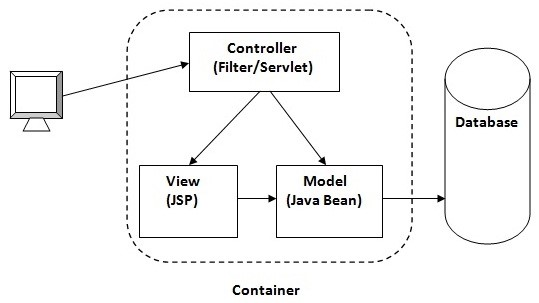 Controller
(Filter/Servlet)
Database
View
(JSP)
Model
(Java Bean)
Container